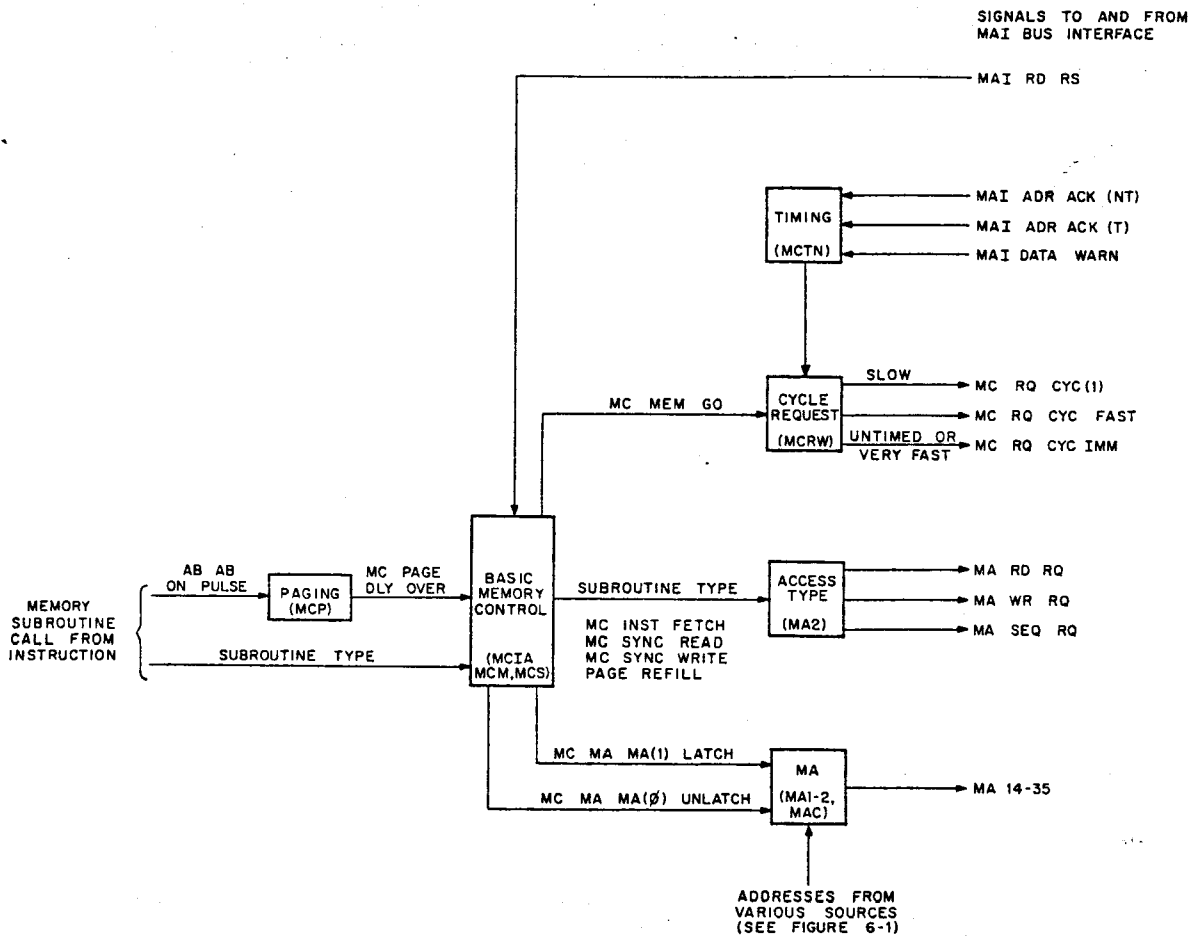 SIGNALS TO AND FROM
MAI BUS INTERFACE
MAI RD RS
MAI ADR ACK (NT)
TIMING
MAI ADR ACK (T)
(MCTN)
MAI DATA WARN
SLOW
MC RQ CYC(1)
MC MEM GO
CYCLE
REQUEST
MC RQ CYC FAST
(MCRW)
UNTIMED OR
VERY FAST
MC RQ CYC IMM
AB AB
ON PULSE
PAGING
(MCP)
MC PAGE
DLY OVER
BASIC
MEMORY
CONTROL
SUBROUTINE TYPE
ACCESS
TYPE
(MA2)
MA RD RQ
MA WR RQ
MA SEQ RQ
MEMORY
SUBROUTINE
CALL FROM
INSTRUCTION
SUBROUTINE TYPE
(MCIA
MCM,MCS)
MC INST FETCH
MC SYNC READ
MC SYNC WRITE
PAGE REFILL
MC MA MA(1) LATCH
MC MA MA(Ø) UNLATCH
MA
(MAI-2,
MAC)
MA 14-35
ADDRESSES FROM
VARIOUS SOURCES
(SEE FIGURE 6-1)